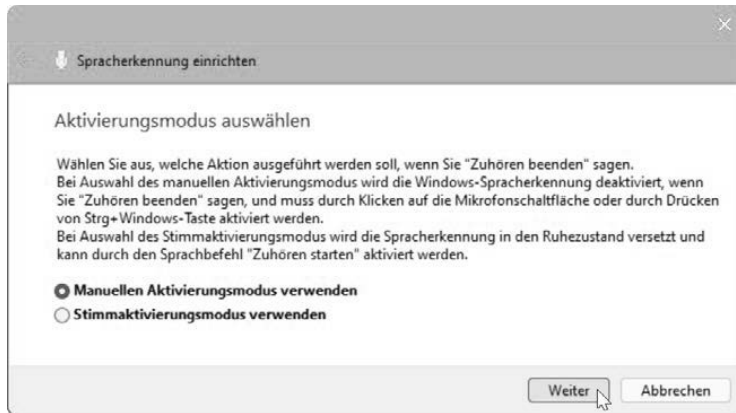 Spracherkennung einrichten
Aktivierungsmodus auswählen
Wählen Sie aus, welche Aktion ausgeführt werden soll, wenn Sie "Zuhören beenden" sagen.
Bei Auswahl des manuellen Aktivierungsmodus wird die Windows-Spracherkennung deaktiviert, wenn
Sie "Zuhören beenden" sagen, und muss durch Klicken auf die Mikrofonschaltfläche oder durch Drücken
von Strg+Windows-Taste aktiviert werden.
Bei Auswahl des Stimmaktivierungsmodus wird die Spracherkennung in den Ruhezustand versetzt und
kann durch den Sprachbefehl "Zuhören starten" aktiviert werden.
Manuellen Aktivierungsmodus verwenden
Stimmaktivierungsmodus verwenden
Weiter Abbrechen